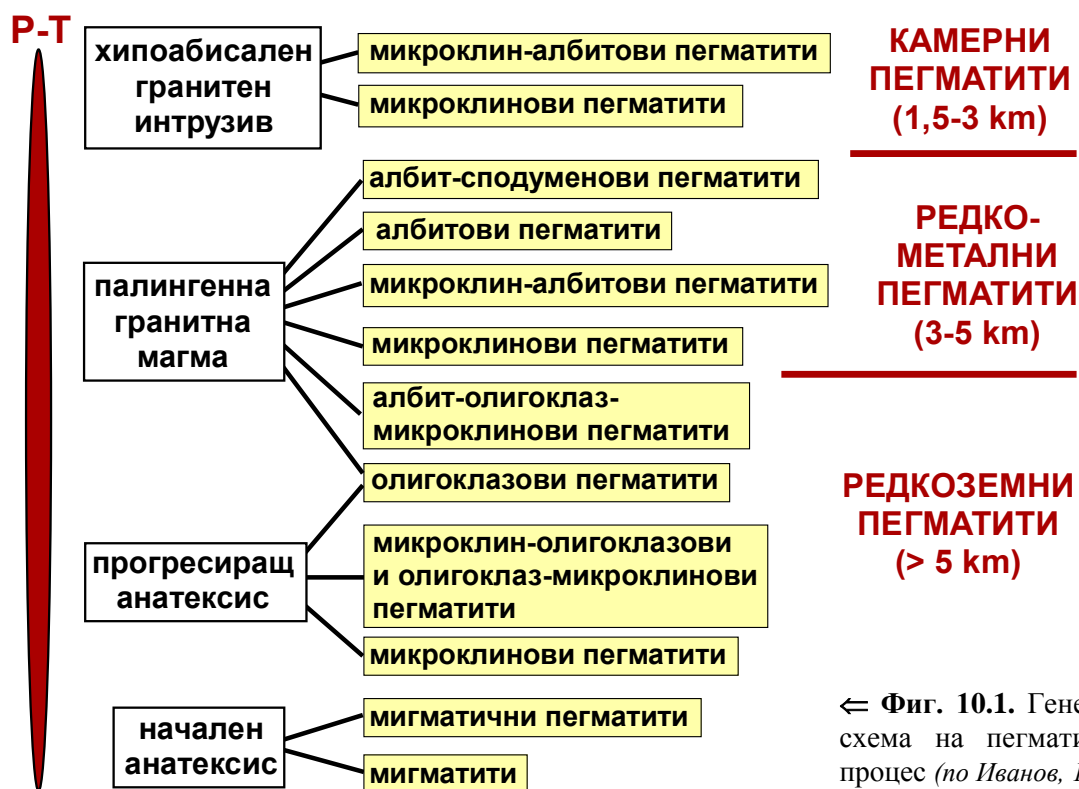 P-T
хипоабисален
гранитен
интрузив
микроклин-албитови пегматити
микроклинови пегматити
КАМЕРНИ
ПЕГМАТИТИ
(1,5-3 km)
палингенна
гранитна
магма
албит-сподуменови пегматити
албитови пегматити
микроклин-албитови пегматити
микроклинови пегматити
албит-олигоклаз-
микроклинови пегматити
олигоклазови пегматити
РЕДКО-
МЕТАЛНИ
ПЕГМАТИТИ
(3-5 km)
прогресиращ
анатексис
микроклин-олигоклазови
и олигоклаз-микроклинови
пегматити
микроклинови пегматити
РЕДКОЗЕМНИ
ПЕГМАТИТИ
(> 5 km)
начален
анатексис
мигматични пегматити
мигматити
⇐ Фиг. 10.1.
схема на
процес (по Иванов,